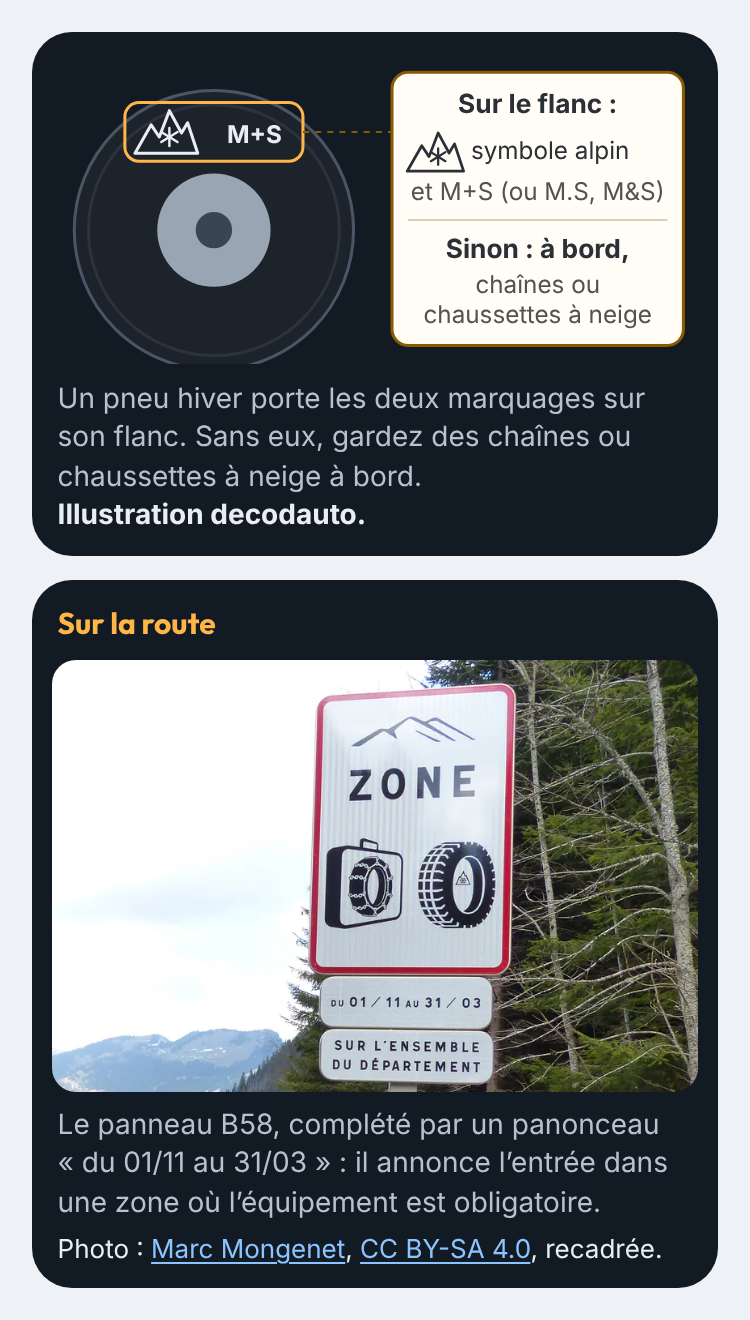 M+S
Sur le flanc :
symbole alpin
et M+S (ou M.S, M&S)
Sinon : à bord,
chaînes ou
chaussettes à neige
Un pneu hiver porte les deux marquages sur
son flanc. Sans eux, gardez des chaînes ou
chaussettes à neige à bord.
Illustration decodauto.
Sur la route
ZONE
DU 01 / 11 AU 31 / 03
SUR L'ENSEMBLE
DU DÉPARTEMENT
Le panneau B58, complété par un panonceau
« du 01/11 au 31/03 » : il annonce l’entrée dans
une zone où l’équipement est obligatoire.
Photo : Marc Mongenet, CC BY-SA 4.0, recadrée.